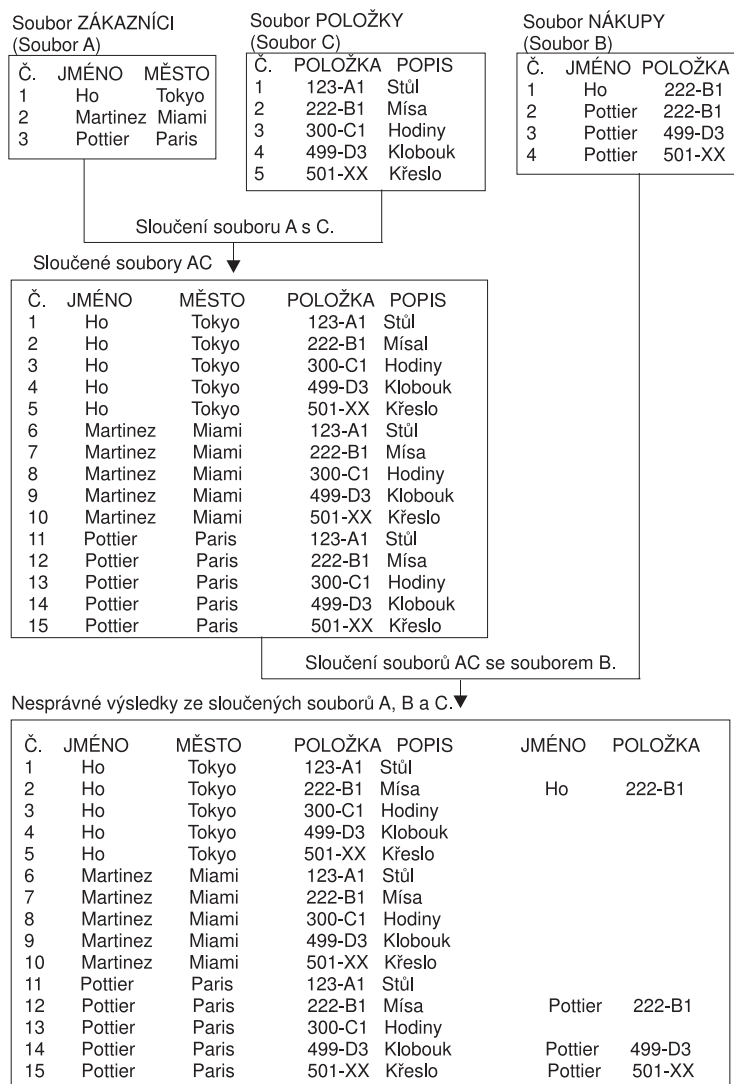 Soubor ZÁKAZNÍCI
(Soubor A)
Č. JMÉNO MĚSTO
1 Ho Tokyo
2 Martinez Miami
3 Pottier Paris
Soubor POLOŽKY
(Soubor C)
Č. POLOŽKA POPIS
1 123-A1 Stůl
2 222-B1 Mísa
3 300-C1 Hodiny
4 499-D3 Klobouk
5 501-XX Křeslo
Soubor NÁKUPY
(Soubor B)
Č. JMÉNO POLOŽKA
1 Ho 222-B1
2 Pottier 222-B1
3 Pottier 499-D3
4 Pottier 501-XX
Sloučení souboru A s C.
Sloučené soubory AC
Č. JMÉNO MĚSTO POLOŽKA POPIS
1 Ho Tokyo 123-A1 Stůl
2 Ho Tokyo 222-B1 Mísal
3 Ho Tokyo 300-C1 Hodiny
4 Ho Tokyo 499-D3 Klobouk
5 Ho Tokyo 501-XX Křeslo
6 Martinez Miami 123-A1 Stůl
7 Martinez Miami 222-B1 Mísa
8 Martinez Miami 300-C1 Hodiny
9 Martinez Miami 499-D3 Klobouk
10 Martinez Miami 501-XX Křeslo
11 Pottier Paris 123-A1 Stůl
12 Pottier Paris 222-B1 Mísa
13 Pottier Paris 300-C1 Hodiny
14 Pottier Paris 499-D3 Klobouk
15 Pottier Paris 501-XX Křeslo
Sloučení souborů AC se souborem B.
Nesprávné výsledky ze sloučených souborů A, B a C.
Č. JMÉNO MĚSTO POLOŽKA POPIS JMÉNO POLOŽKA
1 Ho Tokyo 123-A1 Stůl
2 Ho Tokyo 222-B1 Mísa Ho 222-B1
3 Ho Tokyo 300-C1 Hodiny
4 Ho Tokyo 499-D3 Klobouk
5 Ho Tokyo 501-XX Křeslo
6 Martinez Miami 123-A1 Stůl
7 Martinez Miami 222-B1 Mísa
8 Martinez Miami 300-C1 Hodiny
9 Martinez Miami 499-D3 Klobouk
10 Martinez Miami 501-XX Křeslo
11 Pottier Paris 123-A1 Stůl
12 Pottier Paris 222-B1 Mísa Pottier 222-B1
13 Pottier Paris 300-C1 Hodiny
14 Pottier Paris 499-D3 Klobouk Pottier 499-D3
15 Pottier Paris 501-XX Křeslo Pottier 501-XX